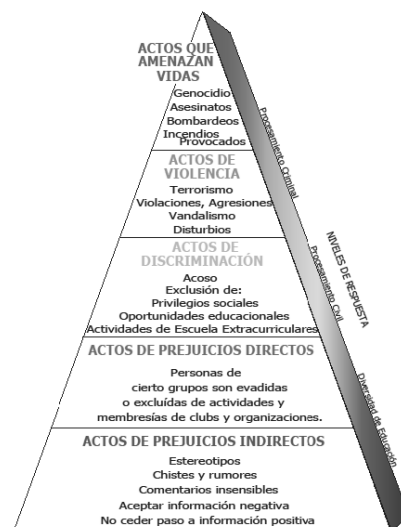 ACTOS QUE
AMENAZAN
VIDAS
Genocidio
Asesinatos
Bombardeos
Incendios
Provocados
ACTOS DE
VIOLENCIA
Terrorismo
Violaciones, Agresiones
Vandalismo
Disturbios
ACTOS DE
DISCRIMINACIÓN
Acoso
Exclusión de:
Privilegios sociales
Oportunidades educacionales
Actividades de Escuela Extracurriculares
ACTOS DE PREJUICIOS DIRECTOS
Personas de
cierto grupos son evadidas
o excluídas de actividades y
membresías de clubs y organizaciones.
ACTOS DE PREJUICIOS INDIRECTOS
Estereotipos
Chistes y rumores
Comentarios insensibles
Aceptar información negativa
No ceder paso a información positiva
Procesamiento Criminal
Procesamiento Civil
Diversidad de Educación
NIVELES DE RESPUESTA